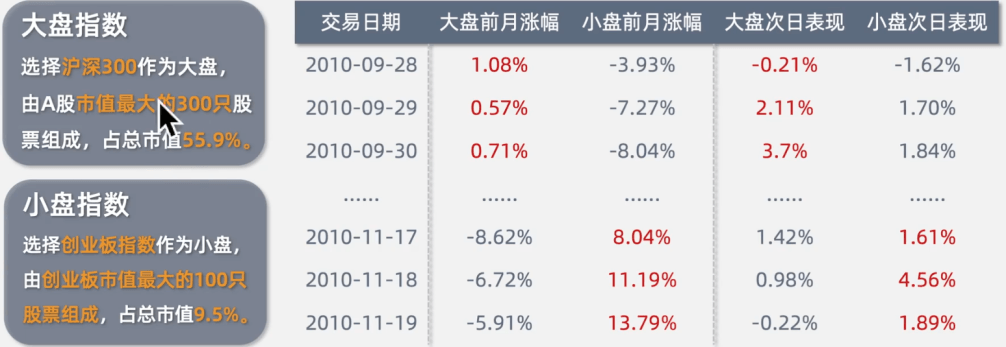 大盘指数
选择沪深300作为大盘，
由A股市值最大的300只股
票组成，占总市值55.9%。
小盘指数
选择创业板指数作为小盘，
由创业板市值最大的100只
股票组成，占总市值9.5%。
交易日期 大盘前月涨幅 小盘前月涨幅 大盘次日表现 小盘次日表现
2010-09-28 1.08% -3.93% -0.21% -1.62%
2010-09-29 0.57% -7.27% 2.11% 1.70%
2010-09-30 0.71% -8.04% 3.7% 1.84%
...... ...... ...... ...... ......
2010-11-17 -8.62% 8.04% 1.42% 1.61%
2010-11-18 -6.72% 11.19% 0.98% 4.56%
2010-11-19 -5.91% 13.79% -0.22% 1.89%